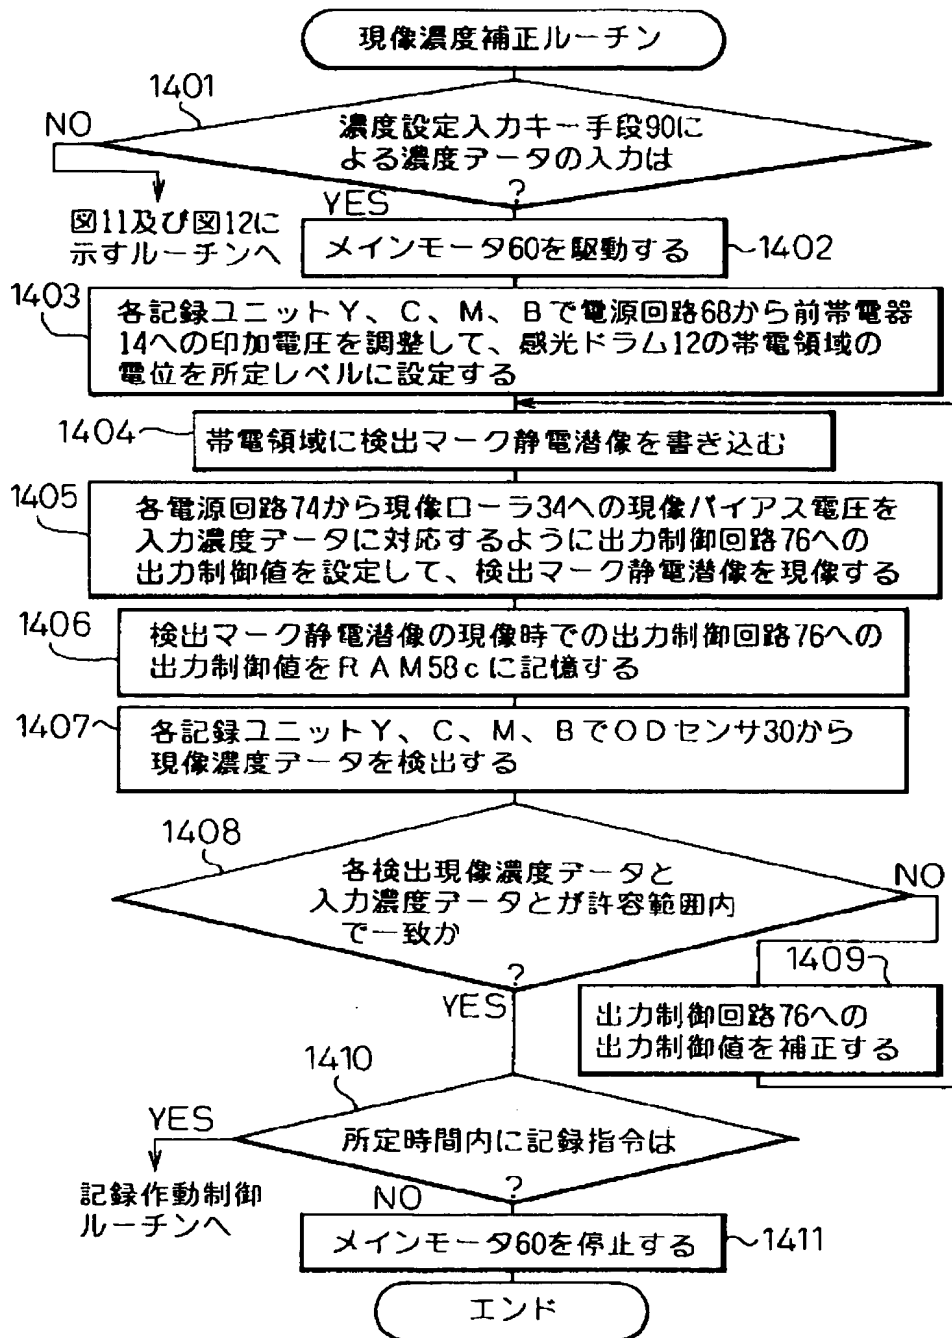 現像濃度補正ルーチン
1401
NO
濃度設定入力キー手段90に
よる濃度データの入力は
?
YES
図11及び図12に
示すルーチンへ
メインモータ60を駆動する
1402
1403
各記録ユニットY、C、M、Bで電源回路68から前帯電器
14への印加電圧を調整して、感光ドラム12の帯電領域の
電位を所定レベルに設定する
1404
帯電領域に検出マーク静電潜像を書き込む
1405
各電源回路74から現像ローラ34への現像バイアス電圧を
入力濃度データに対応するように出力制御回路76への
出力制御値を設定して、検出マーク静電潜像を現像する
1406
検出マーク静電潜像の現像時での出力制御回路76への
出力制御値をRAM58cに記憶する
1407
各記録ユニットY、C、M、BでODセンサ30から
現像濃度データを検出する
1408
各検出現像濃度データと
入力濃度データとが許容範囲内
で一致か
?
NO
YES
1409
出力制御回路76への
出力制御値を補正する
1410
YES
所定時間内に記録指令は
?
NO
記録作動制御
ルーチンへ
メインモータ60を停止する
1411
エンド